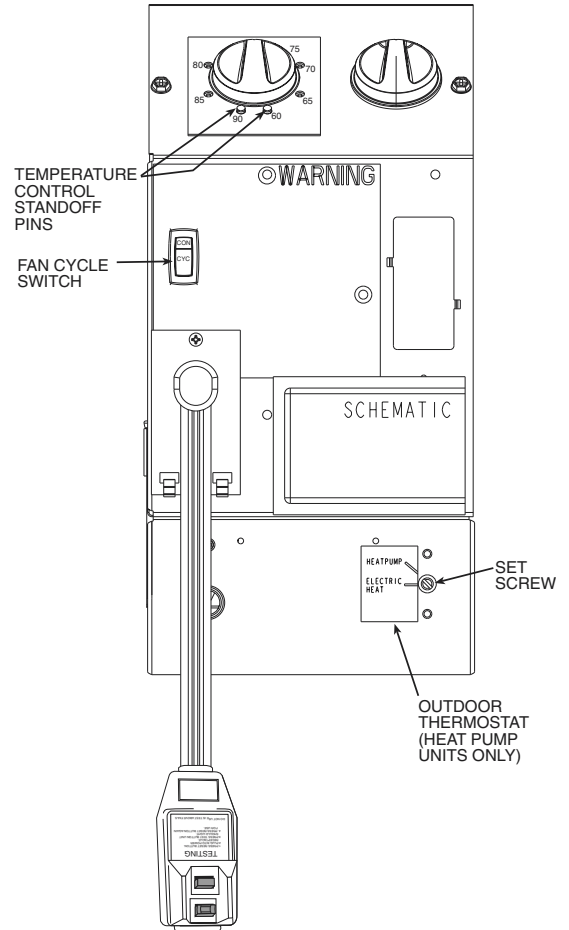 75
80
70
85
65
90
60
TEMPERATURE
CONTROL
STANDOFF
PINS
WARNING
CON
CYC
FAN CYCLE
SWITCH
SCHEMATIC
HEATPUMP
ELECTRIC
HEAT
SET
SCREW
OUTDOOR
THERMOSTAT
(HEAT PUMP
UNITS ONLY)
TESTING